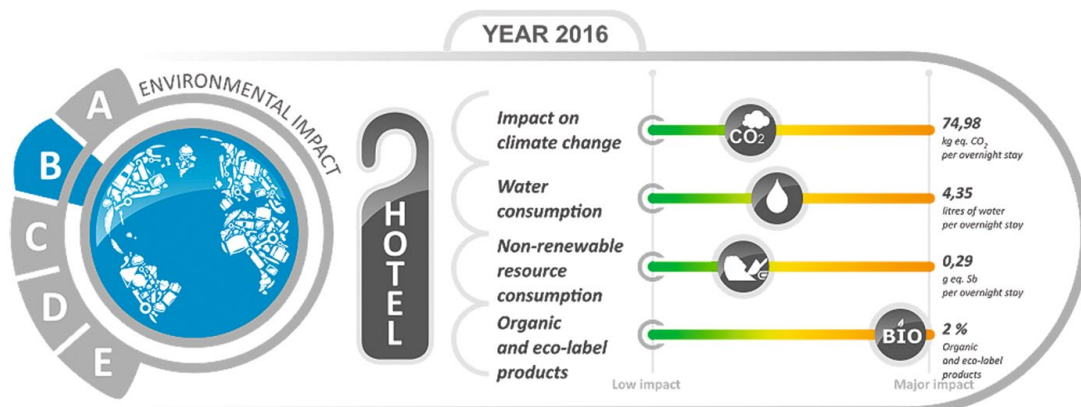 YEAR 2016
ENVIRONMENTAL IMPACT
A
B
C
D
E
HOTEL
Impact on
climate change
CO₂
74,98
kg eq. CO₂
per overnight stay
Water
consumption
4,35
litres of water
per overnight stay
Non-renewable
resource
consumption
0,29
g eq. Sb
per overnight stay
Organic
and eco-label
products
BIO
2 %
Organic
and eco-label
products
Low impact
Major impact